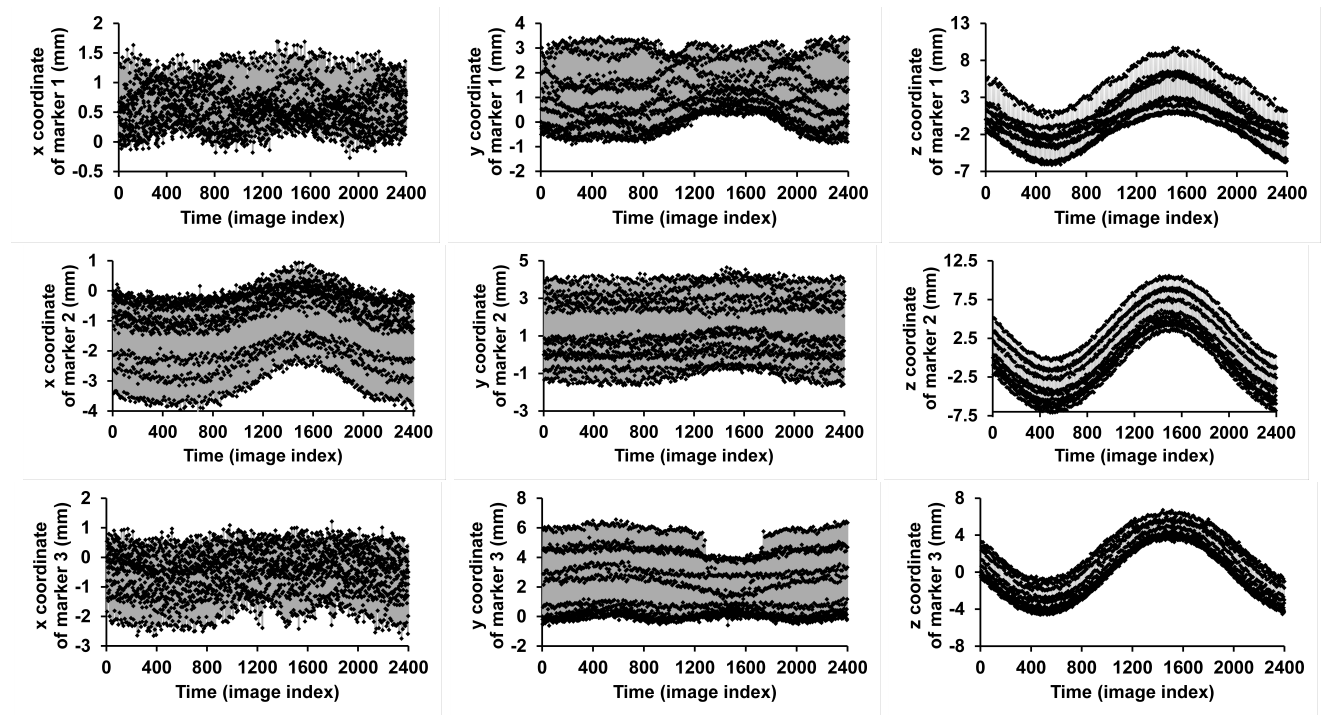 x coordinate
of marker 1 (mm)
2
1.5
1
0.5
0
-0.5
0 400 800 1200 1600 2000 2400
Time (image index)
y coordinate
of marker 1 (mm)
4
3
2
1
0
-1
-2
0 400 800 1200 1600 2000 2400
Time (image index)
z coordinate
of marker 1 (mm)
13
8
3
-2
-7
0 400 800 1200 1600 2000 2400
Time (image index)
x coordinate
of marker 2 (mm)
1
0
-1
-2
-3
-4
0 400 800 1200 1600 2000 2400
Time (image index)
y coordinate
of marker 2 (mm)
5
3
1
-1
-3
0 400 800 1200 1600 2000 2400
Time (image index)
z coordinate
of marker 2 (mm)
12.5
7.5
2.5
-2.5
-7.5
0 400 800 1200 1600 2000 2400
Time (image index)
x coordinate
of marker 3 (mm)
2
1
0
-1
-2
-3
0 400 800 1200 1600 2000 2400
Time (image index)
y coordinate
of marker 3 (mm)
8
6
4
2
0
-2
0 400 800 1200 1600 2000 2400
Time (image index)
z coordinate
of marker 3 (mm)
8
4
0
-4
-8
0 400 800 1200 1600 2000 2400
Time (image index)